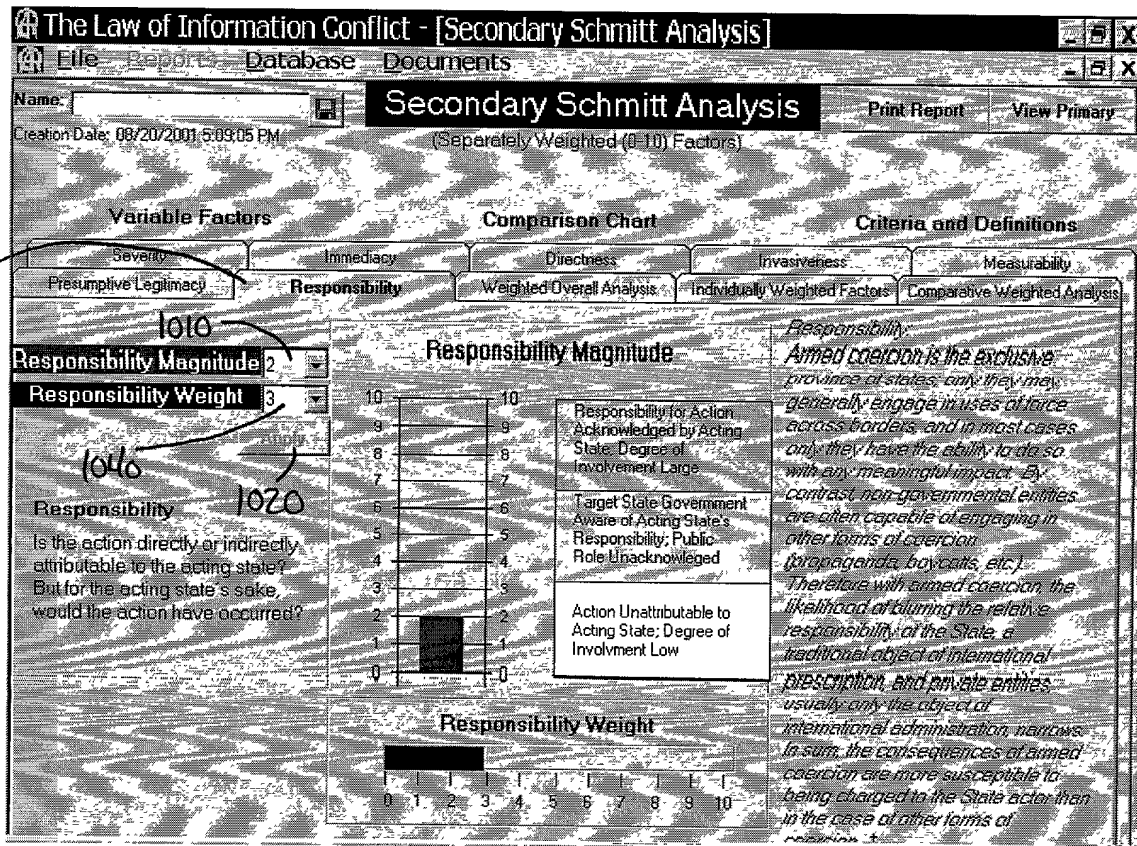 The Law of Information Conflict - [Secondary Schmitt Analysis]
File Reports Database Documents
Name:
Secondary Schmitt Analysis
Print Report
View Primary
Creation Date: 08/20/2001 5:09:05 PM
(Separately Weighted (0-10) Factors)
Variable Factors
Comparison Chart
Criteria and Definitions
Severity
Immediacy
Directness
Invasiveness
Measurability
Presumptive Legitimacy
Responsibility
Weighted Overall Analysis
Individually Weighted Factors
Comparative Weighted Analysis
1010
Responsibility Magnitude 2
Responsibility Weight 3
Apply
1040
1020
Responsibility
Is the action directly or indirectly
attributable to the acting state?
But for the acting state's sake,
would the action have occurred?
Responsibility Magnitude
10 10
9 9
8 8
7 7
6 6
5 5
4 4
3 3
2 2
1 1
0 0
Responsibility for Action
Acknowledged by Acting
State; Degree of
Involvement Large
Target State Government
Aware of Acting State's
Responsibility; Public
Role Unacknowleged
Action Unattributable to
Acting State; Degree of
Involvment Low
Responsibility Weight
0 1 2 3 4 5 6 7 8 9 10
Responsibility:
Armed coercion is the exclusive
province of states; only they may
generally engage in uses of force
across borders, and in most cases
only they have the ability to do so
with any meaningful impact. By
contrast, non-governmental entities
are often capable of engaging in
other forms of coercion
(propaganda, boycotts, etc.).
Therefore with armed coercion, the
likelihood of blurring the relative
responsibility of the State, a
traditional object of international
prescription, and private entities,
usually only the object of
international administration, narrows.
In sum, the consequences of armed
coercion are more susceptible to
being charged to the State actor than
in the case of other forms of